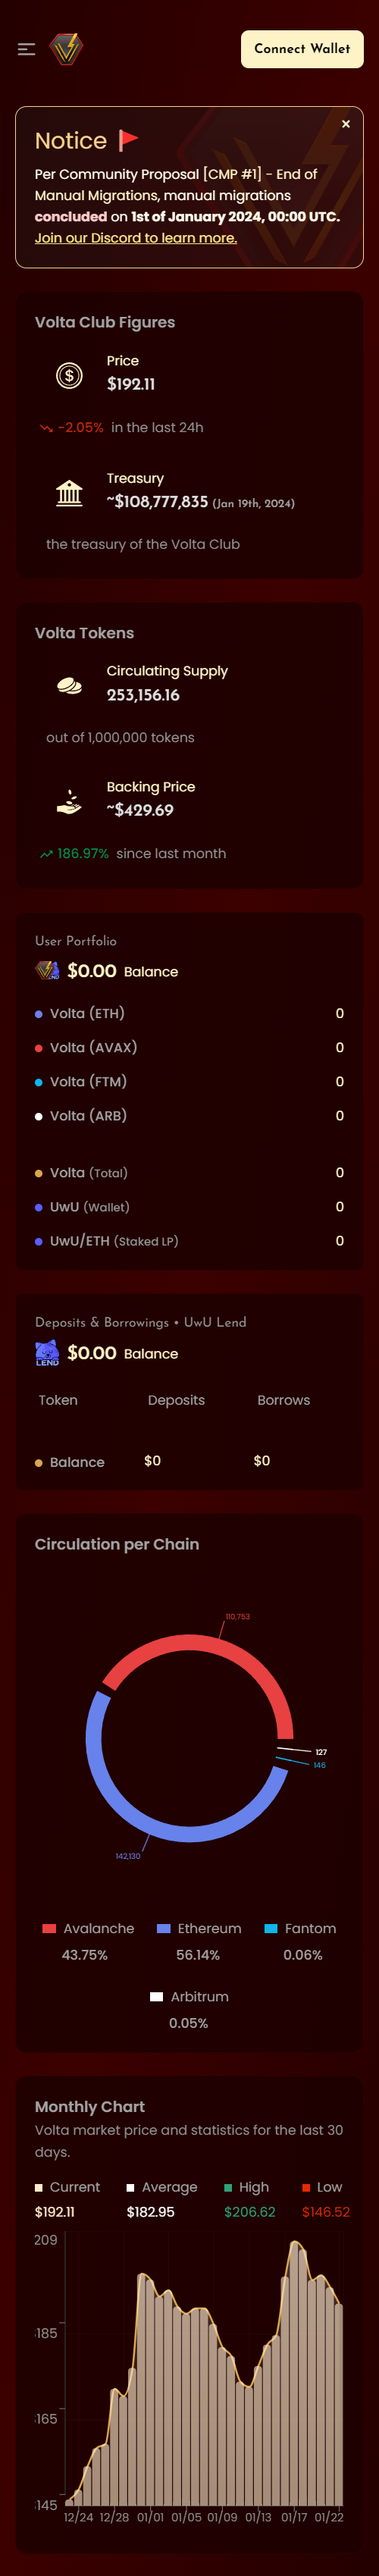 Connect Wallet
Notice
×
Per Community Proposal [CMP #1] - End of
Manual Migrations, manual migrations
concluded on 1st of January 2024, 00:00 UTC.
Join our Discord to learn more.
Volta Club Figures
Price
$192.11
-2.05% in the last 24h
Treasury
~$108,777,835 (Jan 19th, 2024)
the treasury of the Volta Club
Volta Tokens
Circulating Supply
253,156.16
out of 1,000,000 tokens
Backing Price
~$429.69
186.97% since last month
User Portfolio
$0.00 Balance
Volta (ETH) 0
Volta (AVAX) 0
Volta (FTM) 0
Volta (ARB) 0
Volta (Total) 0
UwU (Wallet) 0
UwU/ETH (Staked LP) 0
Deposits & Borrowings • UwU Lend
LEND
$0.00 Balance
Token Deposits Borrows
Balance $0 $0
Circulation per Chain
110,753
127
146
142,130
Avalanche Ethereum Fantom
43.75% 56.14% 0.06%
Arbitrum
0.05%
Monthly Chart
Volta market price and statistics for the last 30
days.
Current Average High Low
$192.11 $182.95 $206.62 $146.52
209
185
165
145
12/24 12/28 01/01 01/05 01/09 01/13 01/17 01/22